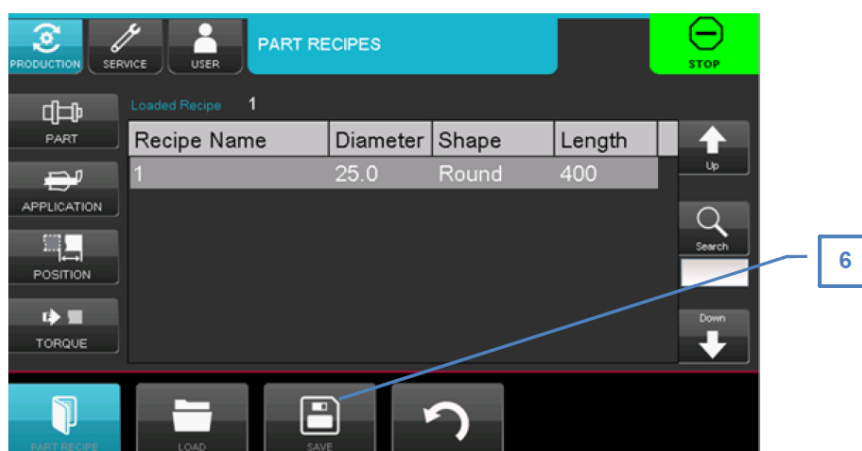 PRODUCTION SERVICE USER PART RECIPES STOP
Loaded Recipe 1
PART
Recipe Name Diameter Shape Length
Up
1 25.0 Round 400
APPLICATION
Search
6
POSITION
Down
TORQUE
PART RECIPE LOAD SAVE